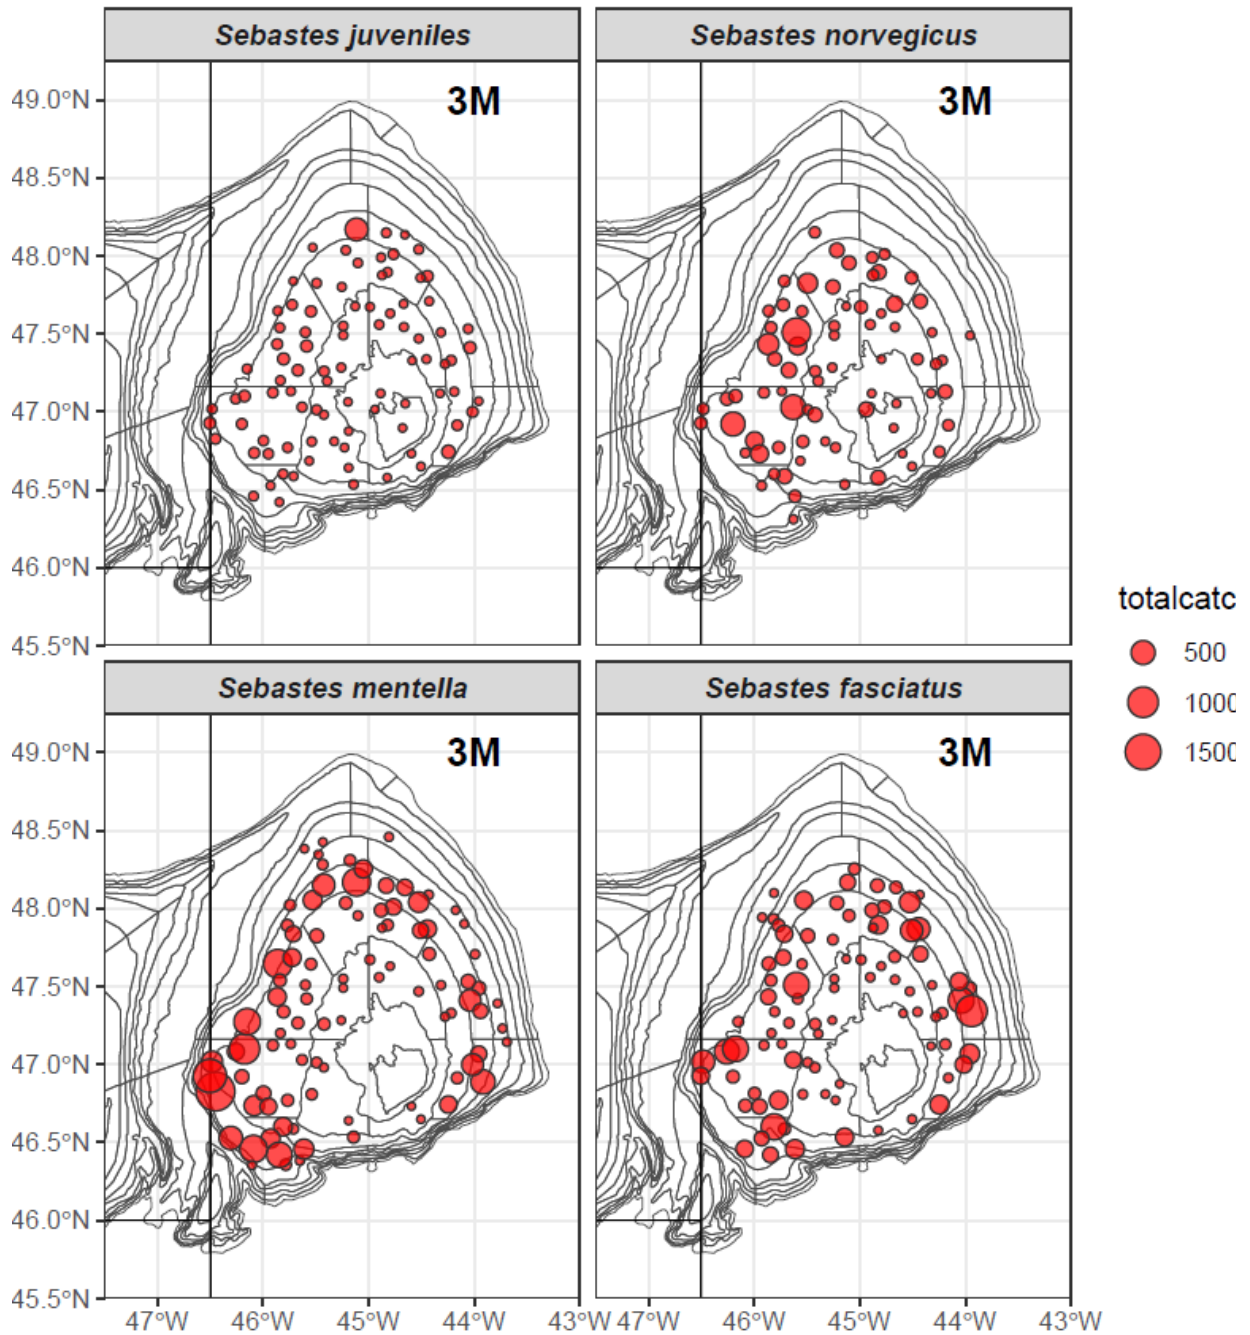 Sebastes juveniles
Sebastes norvegicus
49.0°N
48.5°N
48.0°N
47.5°N
47.0°N
46.5°N
46.0°N
45.5°N
3M
3M
totalcatc
500
1000
1500
Sebastes mentella
Sebastes fasciatus
49.0°N
48.5°N
48.0°N
47.5°N
47.0°N
46.5°N
46.0°N
45.5°N
3M
3M
47°W 46°W 45°W 44°W 43°W 47°W 46°W 45°W 44°W 43°W